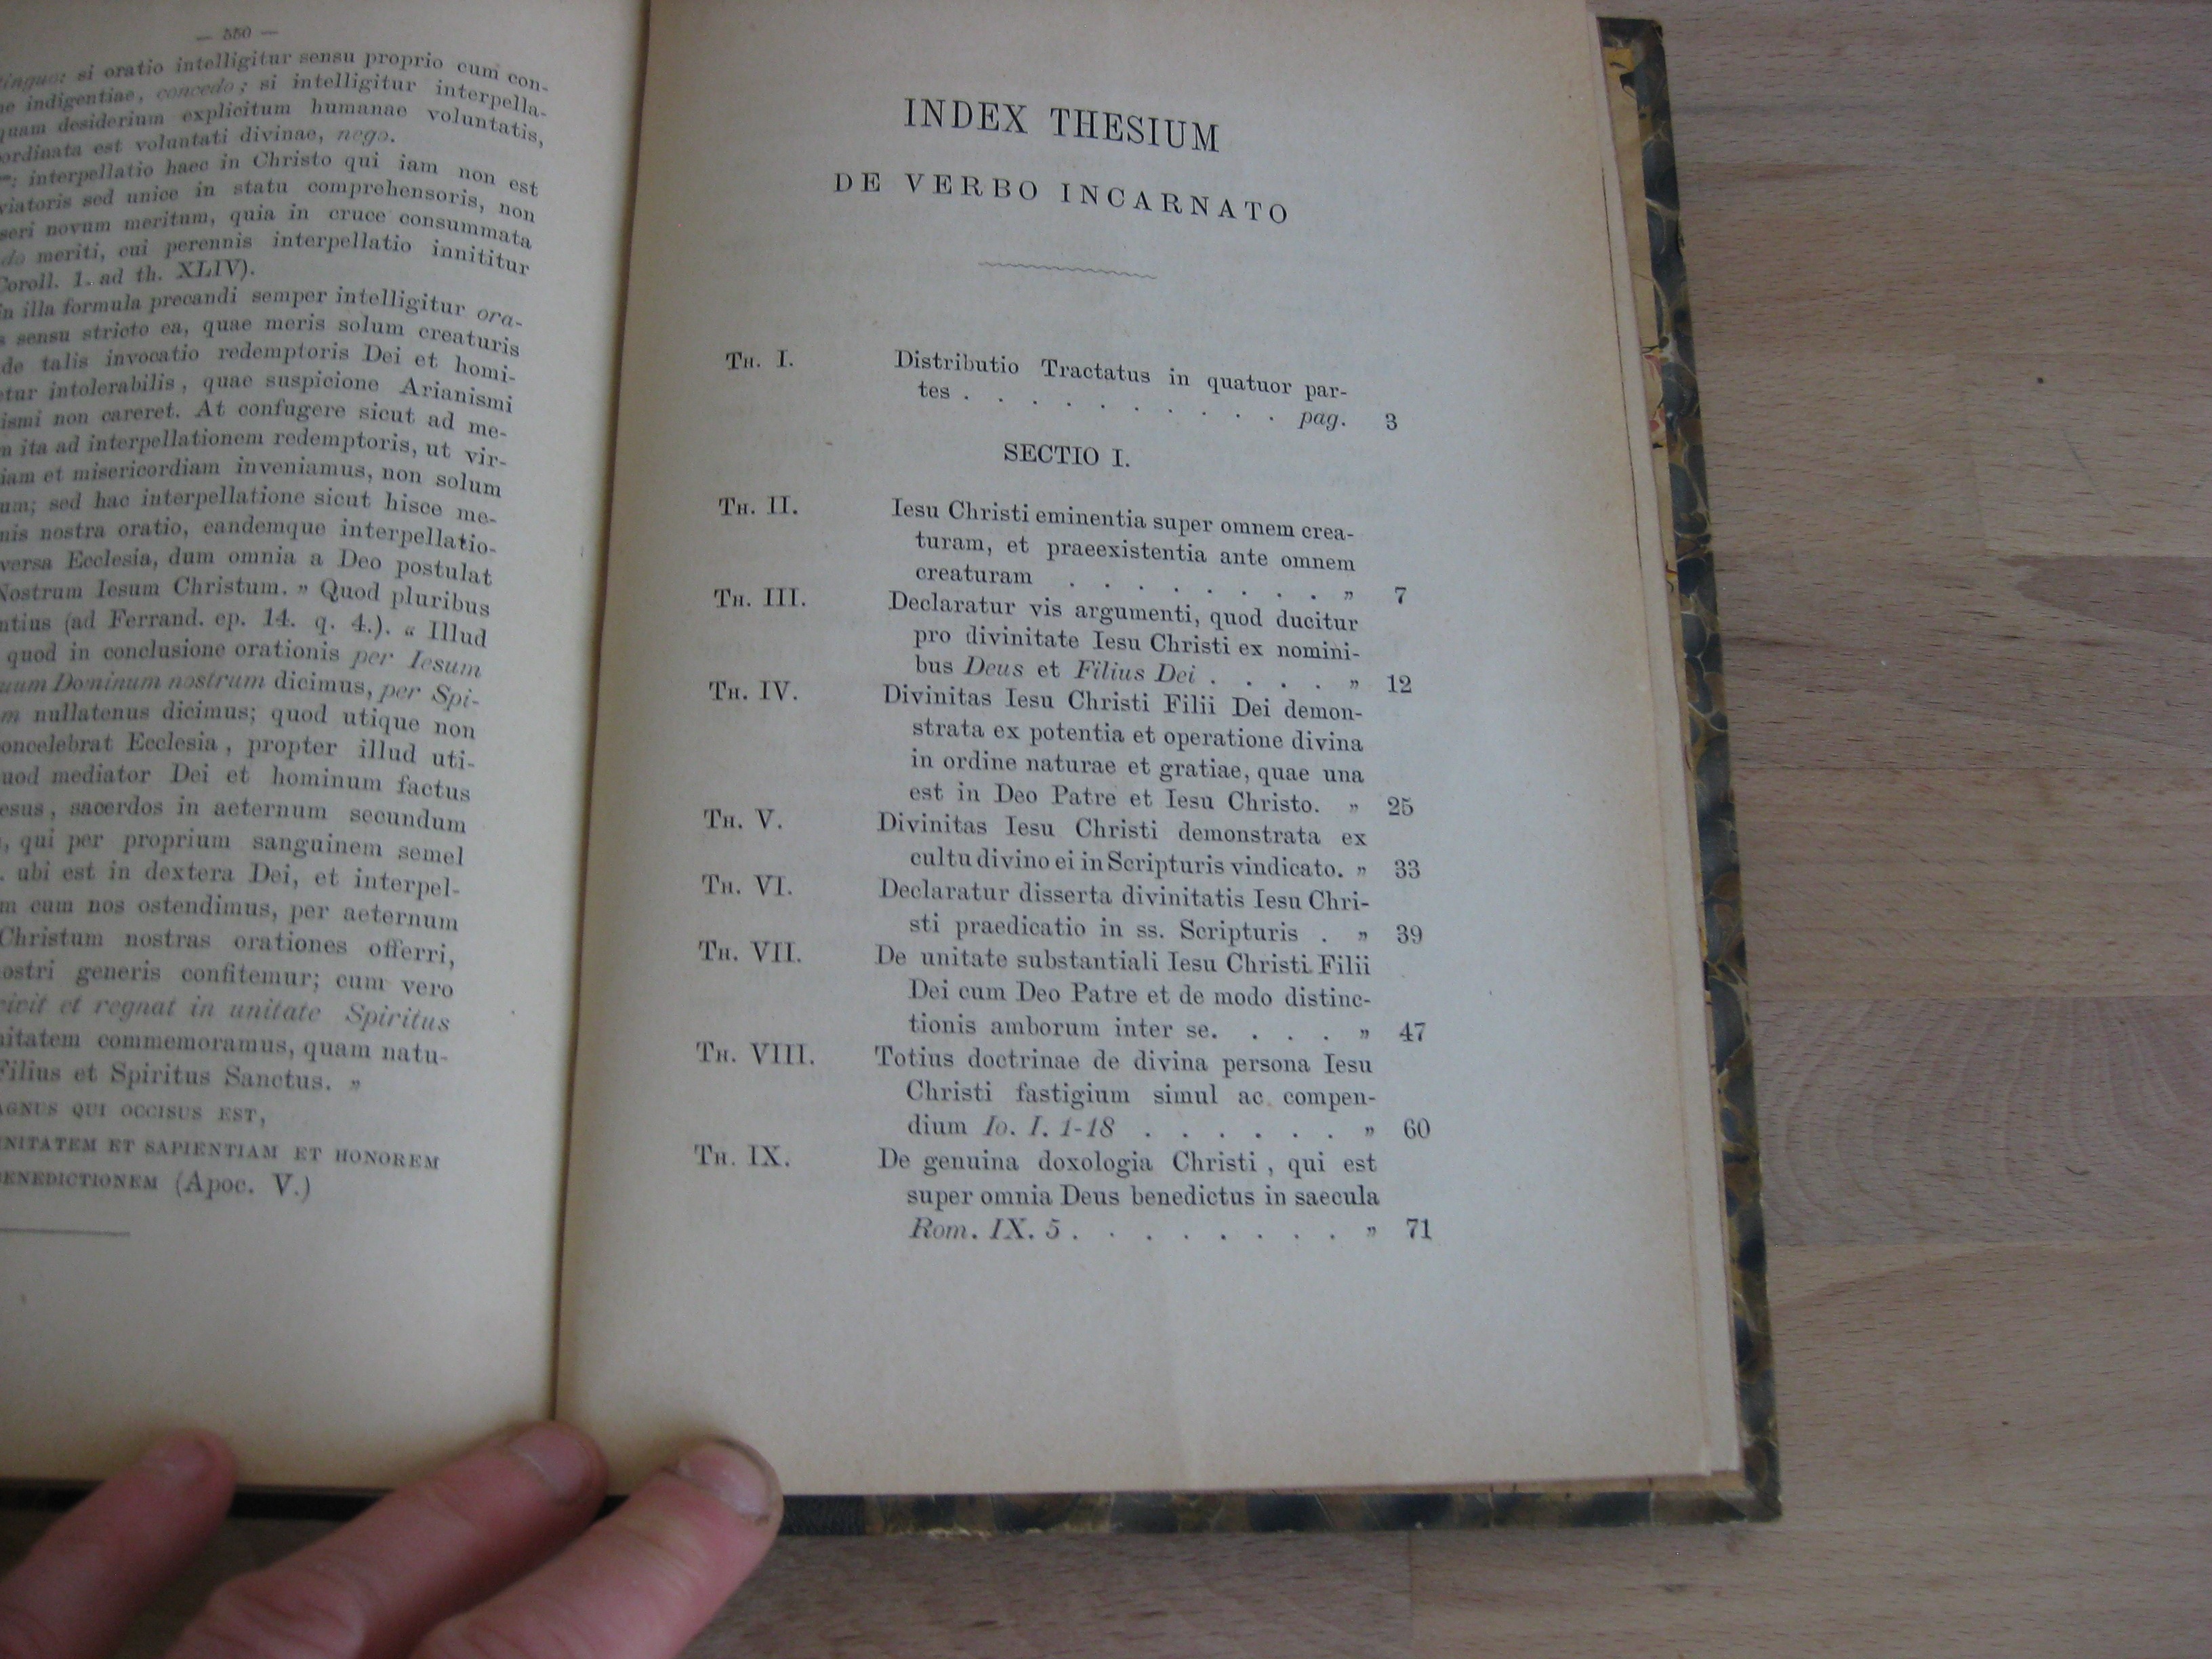 — 550 —
si oratio intelligitur sensu proprio cum con-
indigentiae, concedo; si intelligitur interpella-
quam desiderium explicitum humanae voluntatis,
ordinata est voluntati divinae, nego.
interpellatio haec in Christo qui iam non est
viatoris sed unice in statu comprehensoris, non
novum meritum, quia in cruce consummata
meriti, cui perennis interpellatio innititur
Coroll. 1. ad th. XLIV).
in illa formula precandi semper intelligitur ora-
sensu stricto ea, quae meris solum creaturis
de talis invocatio redemptoris Dei et homi-
etur intolerabilis, quae suspicione Arianismi
ismi non careret. At confugere sicut ad me-
ita ad interpellationem redemptoris, ut vir-
iam et misericordiam inveniamus, non solum
um; sed hac interpellatione sicut hisce me-
nis nostra oratio, eandemque interpellatio-
versa Ecclesia, dum omnia a Deo postulat
Nostrum Iesum Christum. » Quod pluribus
ntius (ad Ferrand. ep. 14. q. 4.). « Illud
quod in conclusione orationis per Iesum
uum Dominum nostrum dicimus, per Spi-
m nullatenus dicimus; quod utique non
oncelebrat Ecclesia, propter illud uti-
uod mediator Dei et hominum factus
esus, sacerdos in aeternum secundum
qui per proprium sanguinem semel
ubi est in dextera Dei, et interpel-
m cum nos ostendimus, per aeternum
Christum nostras orationes offerri,
ostri generis confitemur; cum vero
vivit et regnat in unitate Spiritus
nitatem commemoramus, quam natu-
Filius et Spiritus Sanctus. »
AGNUS QUI OCCISUS EST,
INITATEM ET SAPIENTIAM ET HONOREM
BENEDICTIONEM (Apoc. V.)
INDEX THESIUM
DE VERBO INCARNATO
TH. I. Distributio Tractatus in quatuor par-
tes . . . . . . . . . . pag. 3
SECTIO I.
TH. II. Iesu Christi eminentia super omnem crea-
turam, et praeexistentia ante omnem
creaturam . . . . . . . . » 7
TH. III. Declaratur vis argumenti, quod ducitur
pro divinitate Iesu Christi ex nomini-
bus Deus et Filius Dei . . . . » 12
TH. IV. Divinitas Iesu Christi Filii Dei demon-
strata ex potentia et operatione divina
in ordine naturae et gratiae, quae una
est in Deo Patre et Iesu Christo. » 25
TH. V. Divinitas Iesu Christi demonstrata ex
cultu divino ei in Scripturis vindicato. » 33
TH. VI. Declaratur disserta divinitatis Iesu Chri-
sti praedicatio in ss. Scripturis . » 39
TH. VII. De unitate substantiali Iesu Christi Filii
Dei cum Deo Patre et de modo distinc-
tionis amborum inter se. . . . » 47
TH. VIII. Totius doctrinae de divina persona Iesu
Christi fastigium simul ac compen-
dium Io. I. 1-18 . . . . . . » 60
TH. IX. De genuina doxologia Christi, qui est
super omnia Deus benedictus in saecula
Rom. IX. 5 . . . . . . . . » 71